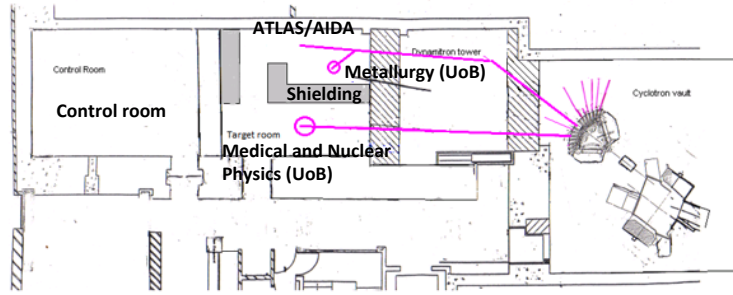 ATLAS/AIDA
Dynamitron tower
Control Room
Metallurgy (UoB)
Shielding
Cyclotron vault
Control room
Target room
Medical and Nuclear
Physics (UoB)